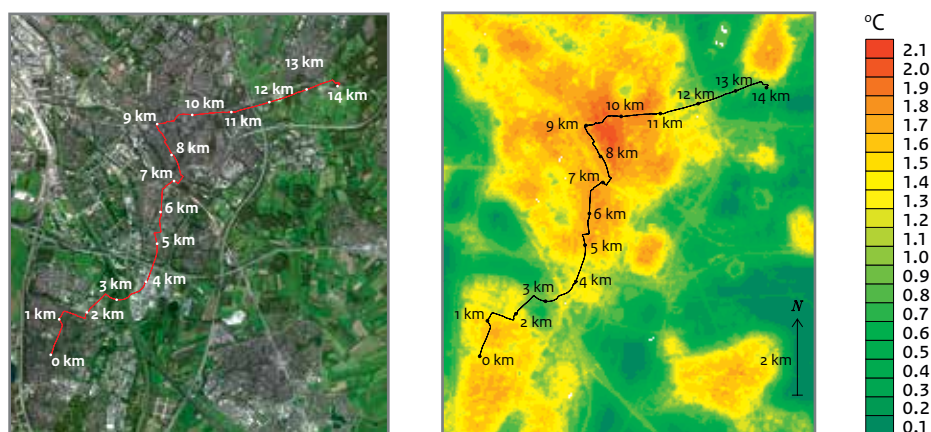 13 km
12 km
14 km
10 km
9 km
11 km
8 km
7 km
6 km
5 km
4 km
3 km
1 km
2 km
0 km
13 km
12 km
14 km
10 km
9 km
11 km
8 km
7 km
6 km
5 km
4 km
3 km
1 km
2 km
0 km
N
2 km
°C
2.1
2.0
1.9
1.8
1.7
1.6
1.5
1.4
1.3
1.2
1.1
1.0
0.9
0.8
0.7
0.6
0.5
0.4
0.3
0.2
0.1